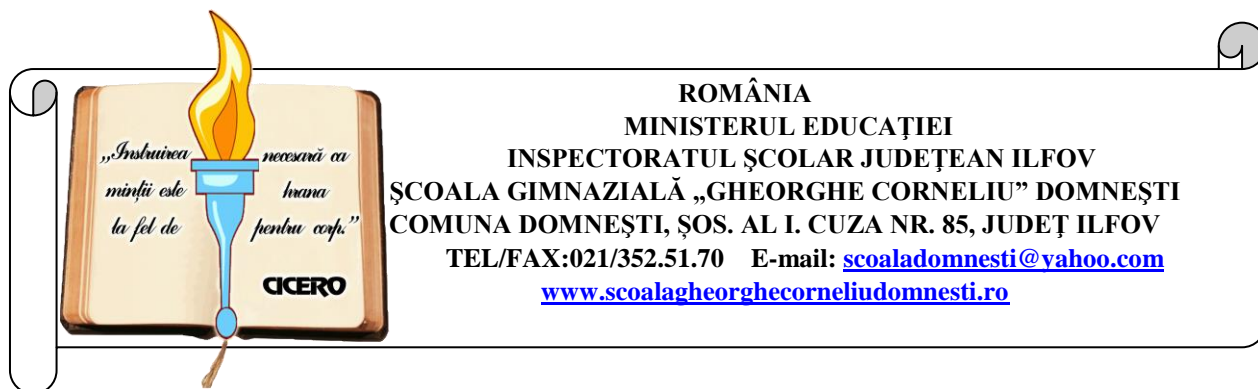 „Instruirea necesară ca
minţii este hrana
la fel de pentru corp.”
CICERO
ROMÂNIA
MINISTERUL EDUCAŢIEI
INSPECTORATUL ŞCOLAR JUDEŢEAN ILFOV
ŞCOALA GIMNAZIALĂ „GHEORGHE CORNELIU” DOMNEŞTI
COMUNA DOMNEŞTI, ȘOS. AL I. CUZA NR. 85, JUDEŢ ILFOV
TEL/FAX:021/352.51.70 E-mail: scoaladomnesti@yahoo.com
www.scoalagheorghecorneliudomnesti.ro